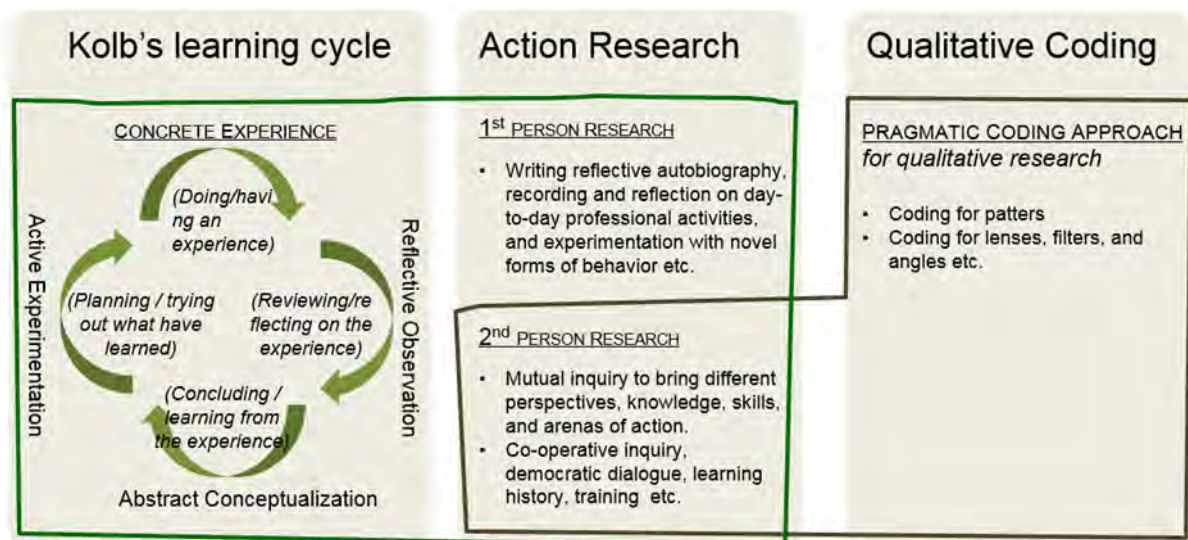 Kolb's learning cycle
Action Research
Qualitative Coding
CONCRETE EXPERIENCE
(Doing/havi
ng an
experience)
Active Experimentation
Reflective Observation
(Planning / trying
out what have
learned)
(Reviewing/re
flecting on the
experience)
(Concluding /
learning from
the experience)
Abstract Conceptualization
1st PERSON RESEARCH
• Writing reflective autobiography,
recording and reflection on day-
to-day professional activities,
and experimentation with novel
forms of behavior etc.
2nd PERSON RESEARCH
• Mutual inquiry to bring different
perspectives, knowledge, skills,
and arenas of action.
• Co-operative inquiry,
democratic dialogue, learning
history, training etc.
PRAGMATIC CODING APPROACH
for qualitative research
• Coding for patters
• Coding for lenses, filters, and
angles etc.